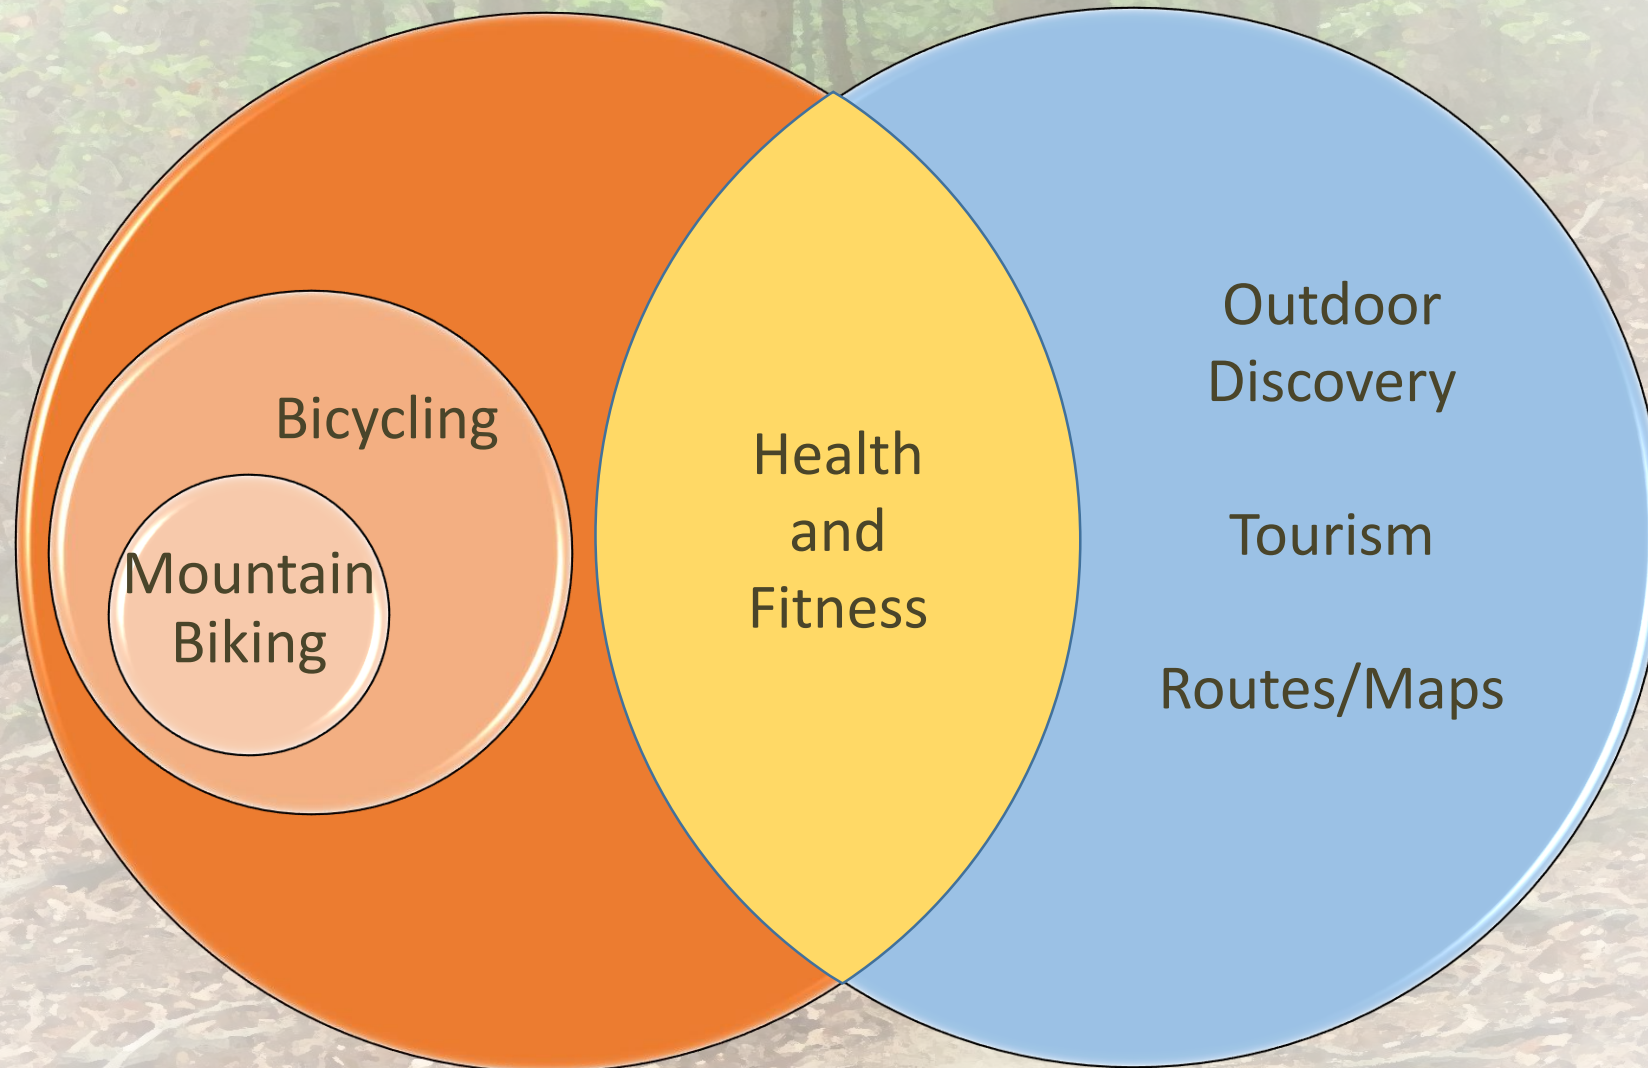 Bicycling
Mountain
Biking
Health
and
Fitness
Outdoor
Discovery
Tourism
Routes/Maps